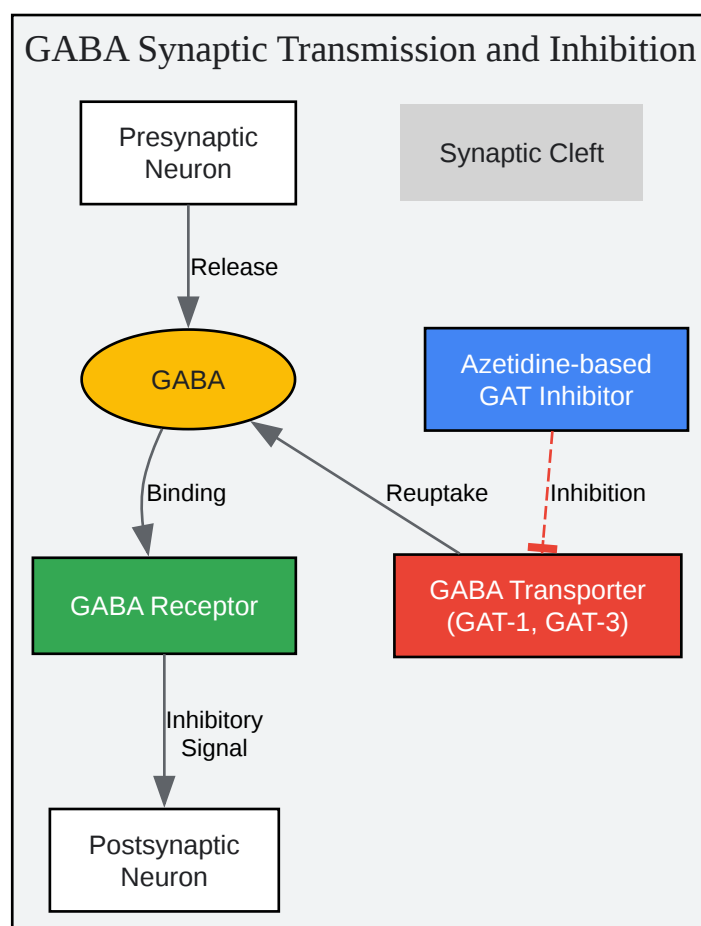 GABA Synaptic Transmission and Inhibition
Presynaptic
Neuron
Synaptic Cleft
Release
GABA
Azetidine-based
GAT Inhibitor
Binding
Reuptake
Inhibition
GABA Receptor
GABA Transporter
(GAT-1, GAT-3)
Inhibitory
Signal
Postsynaptic
Neuron